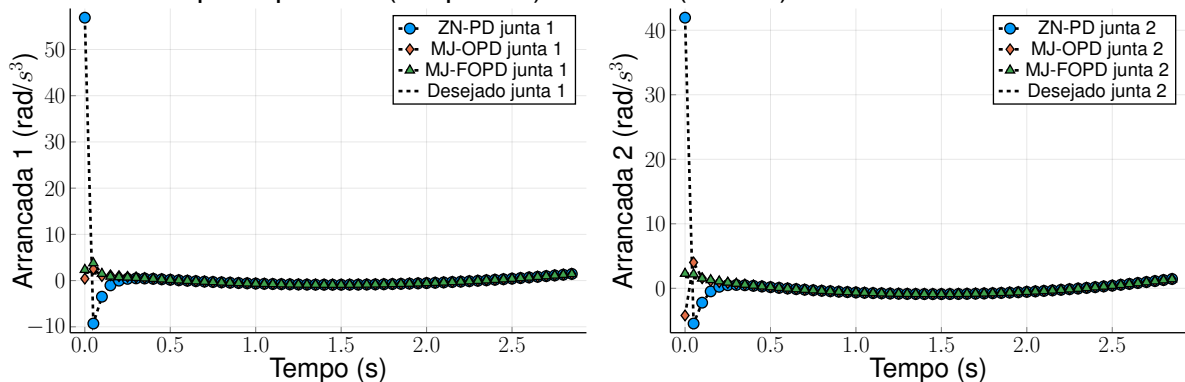 ZN-PD junta 1
MJ-OPD junta 1
MJ-FOPD junta 1
Desejado junta 1
Arrancada 1 (rad/s³)
50
40
30
20
10
0
−10
0.0 0.5 1.0 1.5 2.0 2.5
Tempo (s)
ZN-PD junta 2
MJ-OPD junta 2
MJ-FOPD junta 2
Desejado junta 2
Arrancada 2 (rad/s³)
40
30
20
10
0
0.0 0.5 1.0 1.5 2.0 2.5
Tempo (s)